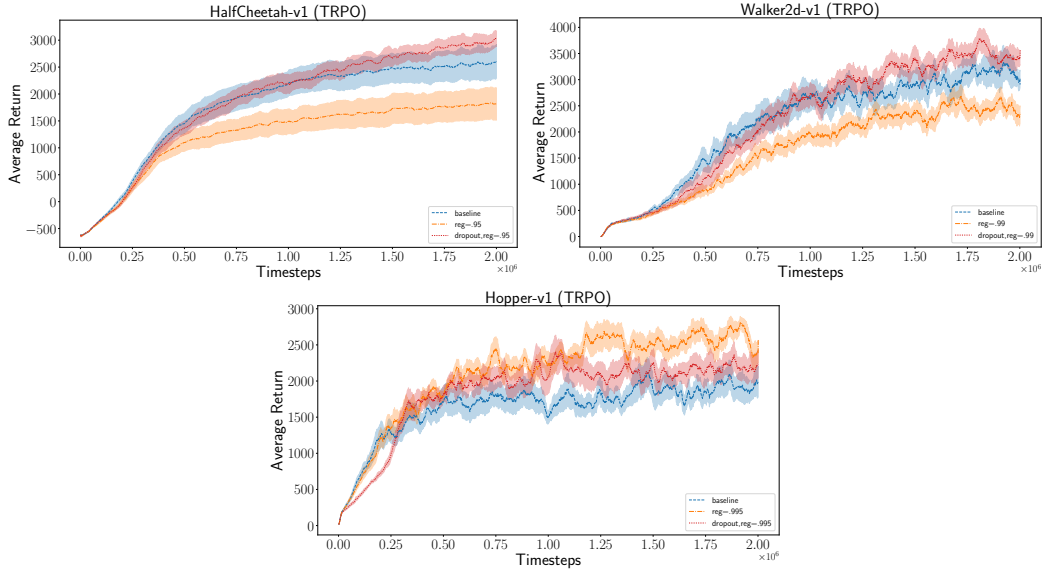 HalfCheetah-v1 (TRPO)
Average Return
3000
2500
2000
1500
1000
500
0
−500
0.00 0.25 0.50 0.75 1.00 1.25 1.50 1.75 2.00
×10⁶
Timesteps
baseline
reg=.95
dropout,reg=.95
Walker2d-v1 (TRPO)
Average Return
4000
3500
3000
2500
2000
1500
1000
500
0
0.00 0.25 0.50 0.75 1.00 1.25 1.50 1.75 2.00
×10⁶
Timesteps
baseline
reg=.99
dropout,reg=.99
Hopper-v1 (TRPO)
Average Return
3000
2500
2000
1500
1000
500
0
0.00 0.25 0.50 0.75 1.00 1.25 1.50 1.75 2.00
×10⁶
Timesteps
baseline
reg=.995
dropout,reg=.995